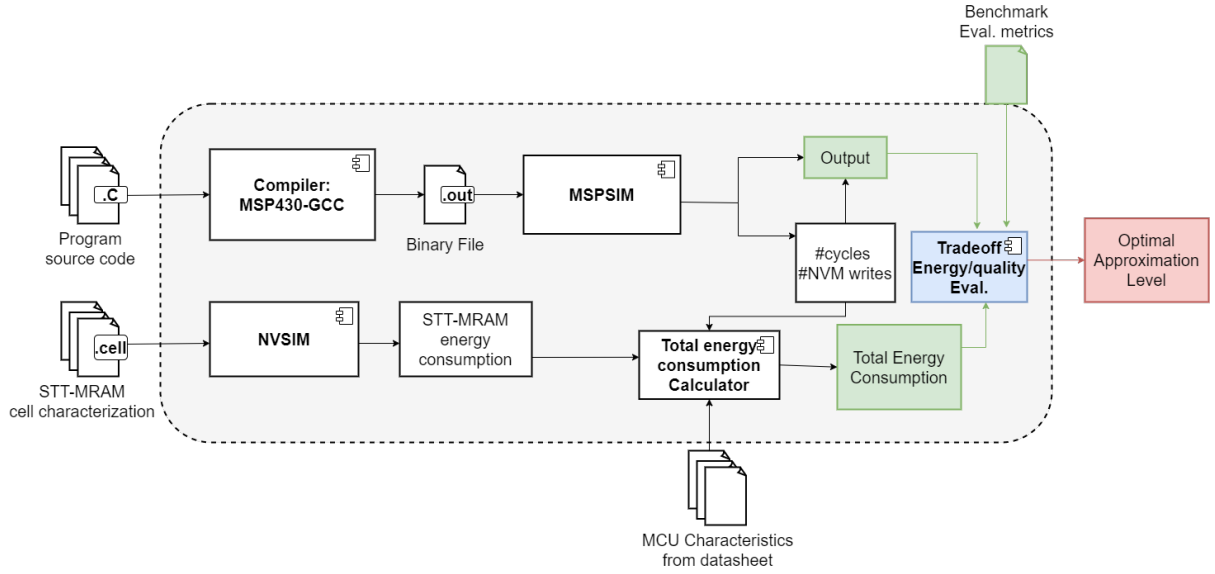 Benchmark
Eval. metrics
.C
Program
source code
Compiler:
MSP430-GCC
.out
Binary File
MSPSIM
Output
#cycles
#NVM writes
Tradeoff
Energy/quality
Eval.
Optimal
Approximation
Level
.cell
STT-MRAM
cell characterization
NVSIM
STT-MRAM
energy
consumption
Total energy
consumption
Calculator
Total Energy
Consumption
MCU Characteristics
from datasheet